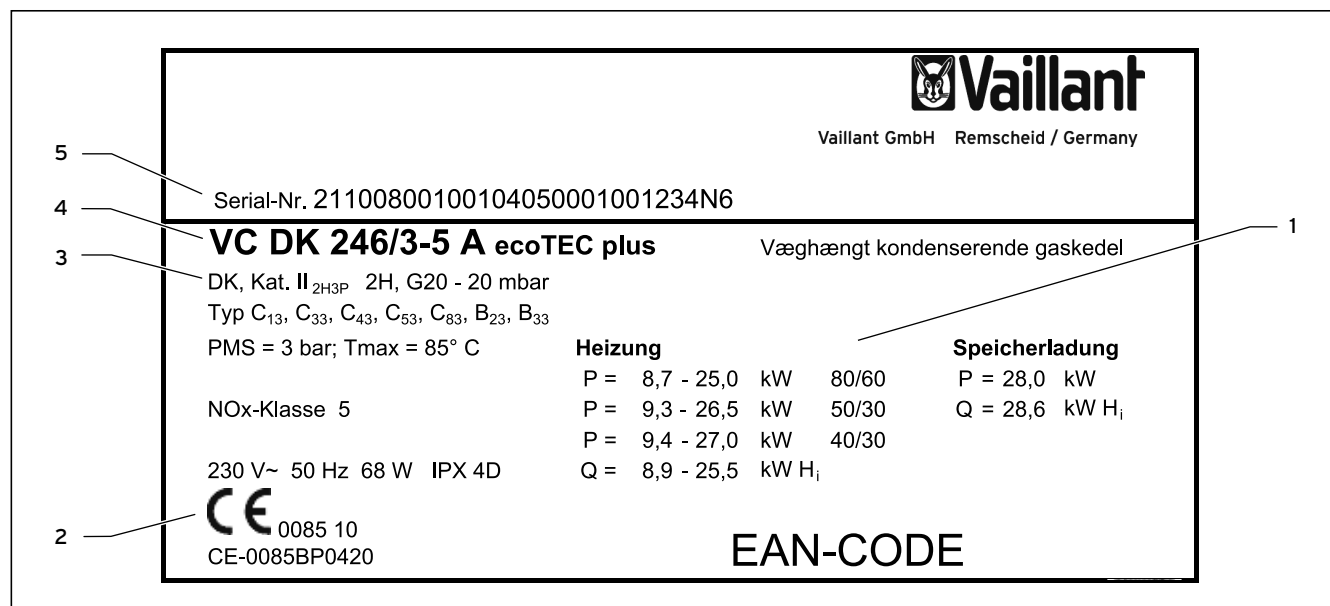 Vaillant
Vaillant GmbH Remscheid / Germany
5
Serial-Nr. 21100800100104050001001234N6
4
VC DK 246/3-5 A ecoTEC plus Væghængt kondenserende gaskedel
1
3
DK, Kat. II 2H3P 2H, G20 - 20 mbar
Typ C13, C33, C43, C53, C83, B23, B33
PMS = 3 bar; Tmax = 85° C Heizung Speicherladung
P = 8,7 - 25,0 kW 80/60 P = 28,0 kW
NOx-Klasse 5 P = 9,3 - 26,5 kW 50/30 Q = 28,6 kW Hi
P = 9,4 - 27,0 kW 40/30
230 V~ 50 Hz 68 W IPX 4D Q = 8,9 - 25,5 kW Hi
2
CE 0085 10
CE-0085BP0420
EAN-CODE